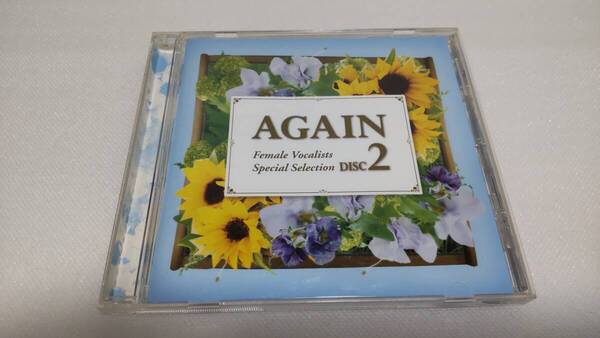 AGAIN
Female Vocalists
Special Selection DISC 2